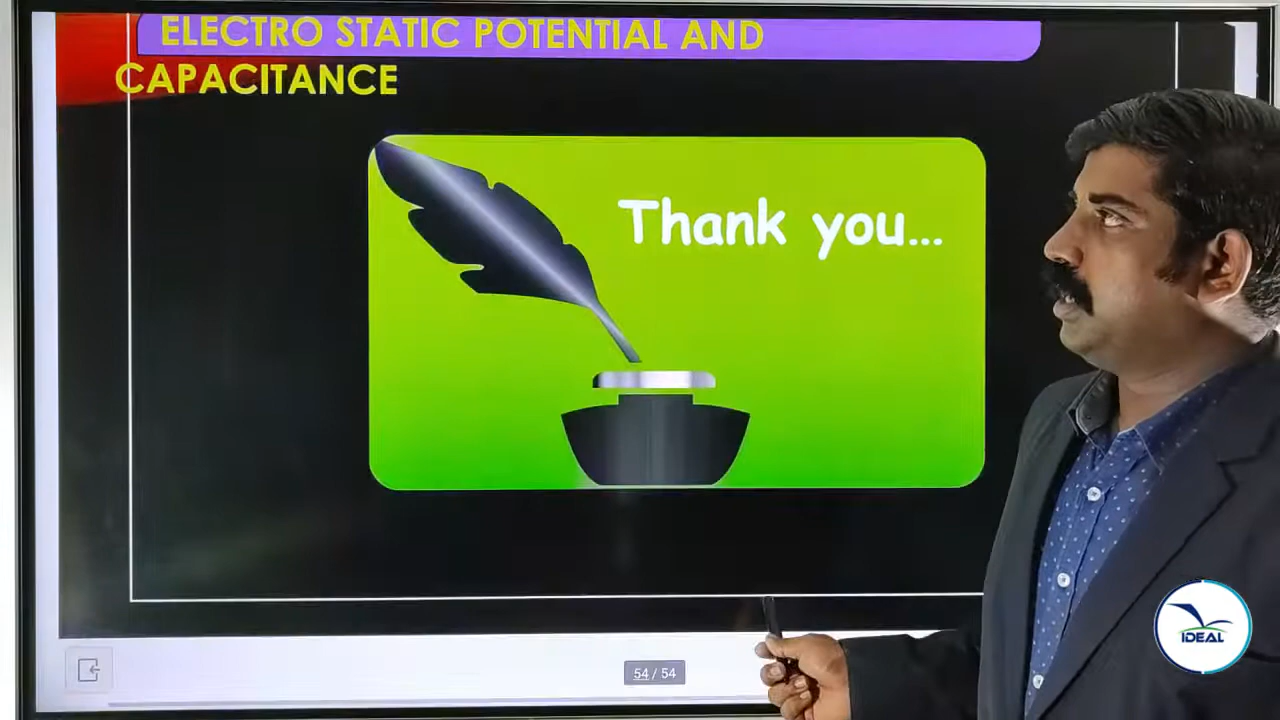 ELECTRO STATIC POTENTIAL AND
CAPACITANCE
Thank you...
54 / 54
IDEAL